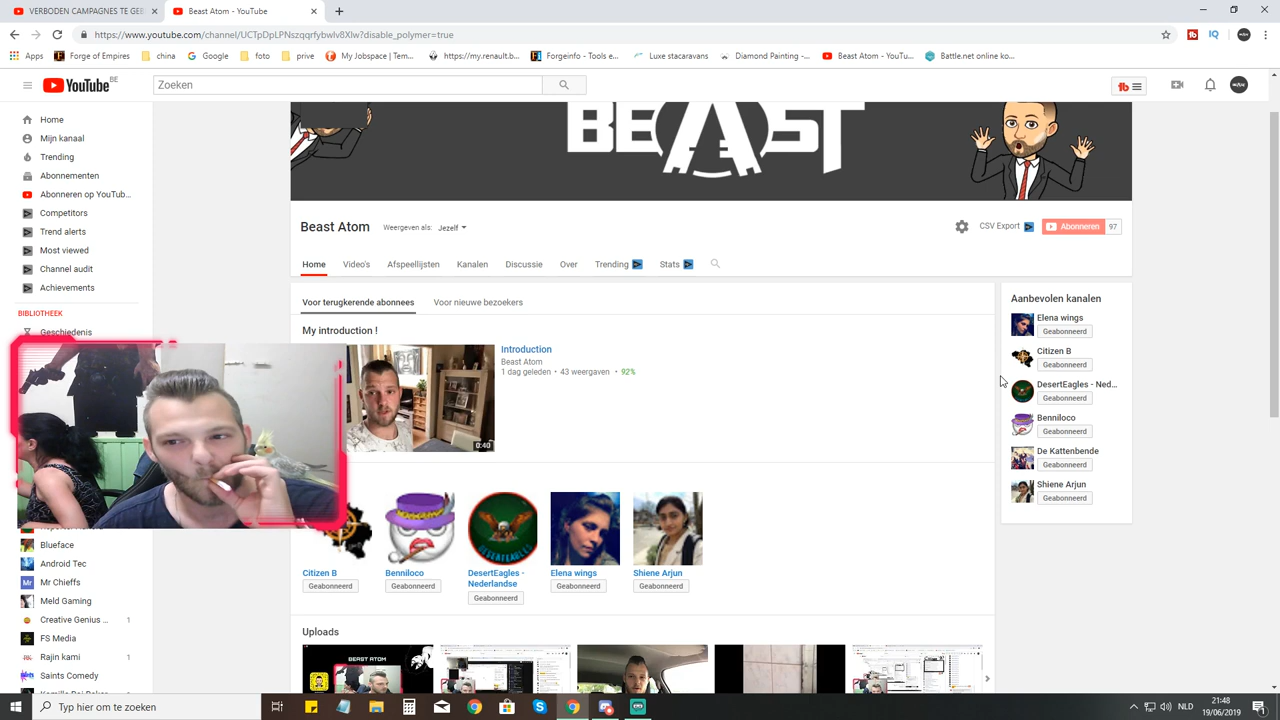 VERBODEN CAMPAGNES TE GEB
Beast Atom - YouTube
https://www.youtube.com/channel/UCTpDpLPNszqqrfybwlv8Xlw?disable_polymer=true
Apps
Forge of Empires
china
Google
foto
prive
My Jobspace | Tem...
https://my.renault.b...
Forgeinfo - Tools e...
Luxe stacaravans
Diamond Painting -...
Beast Atom - YouTu...
Battle.net online ko...
YouTube BE
Zoeken
Home
Mijn kanaal
Trending
Abonnementen
Abonneren op YouTub...
Competitors
Trend alerts
Most viewed
Channel audit
Achievements
BIBLIOTHEEK
Geschiedenis
Blueface
Android Tec
Mr Chieffs
Meld Gaming
Creative Genius ... 1
FS Media
Rajin kami 1
Saints Comedy
BEAST
Beast Atom
Weergeven als: Jezelf
CSV Export
Abonneren 97
Home
Video's
Afspeellijsten
Kanalen
Discussie
Over
Trending
Stats
Voor terugkerende abonnees
Voor nieuwe bezoekers
My introduction !
Introduction
Beast Atom
1 dag geleden • 43 weergaven • 92%
0:40
Citizen B
Geabonneerd
Benniloco
Geabonneerd
DesertEagles -
Nederlandse
Geabonneerd
Elena wings
Geabonneerd
Shiene Arjun
Geabonneerd
Uploads
BEAST ATOM
Aanbevolen kanalen
Elena wings
Geabonneerd
Citizen B
Geabonneerd
DesertEagles - Ned...
Geabonneerd
Benniloco
Geabonneerd
De Kattenbende
Geabonneerd
Shiene Arjun
Geabonneerd
Typ hier om te zoeken
NLD
21:48
19/06/2019